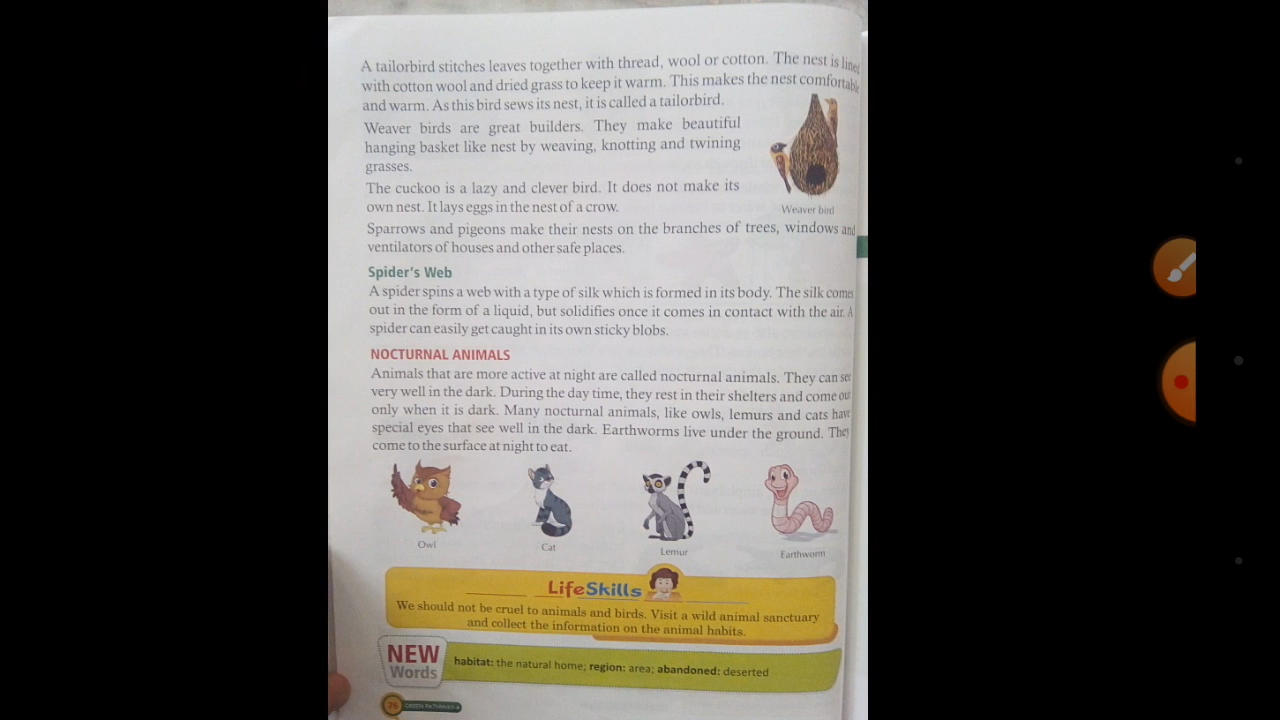 A tailorbird stitches leaves together with thread, wool or cotton. The nest is lined
with cotton wool and dried grass to keep it warm. This makes the nest comfortable
and warm. As this bird sews its nest, it is called a tailorbird.
Weaver birds are great builders. They make beautiful
hanging basket like nest by weaving, knotting and twining
grasses.
The cuckoo is a lazy and clever bird. It does not make its
own nest. It lays eggs in the nest of a crow.
Weaver bird
Sparrows and pigeons make their nests on the branches of trees, windows and
ventilators of houses and other safe places.
Spider's Web
A spider spins a web with a type of silk which is formed in its body. The silk comes
out in the form of a liquid, but solidifies once it comes in contact with the air. A
spider can easily get caught in its own sticky blobs.
NOCTURNAL ANIMALS
Animals that are more active at night are called nocturnal animals. They can see
very well in the dark. During the day time, they rest in their shelters and come out
only when it is dark. Many nocturnal animals, like owls, lemurs and cats have
special eyes that see well in the dark. Earthworms live under the ground. They
come to the surface at night to eat.
Owl
Cat
Lemur
Earthworm
LifeSkills
We should not be cruel to animals and birds. Visit a wild animal sanctuary
and collect the information on the animal habits.
NEW
Words
habitat: the natural home; region: area; abandoned: deserted
76